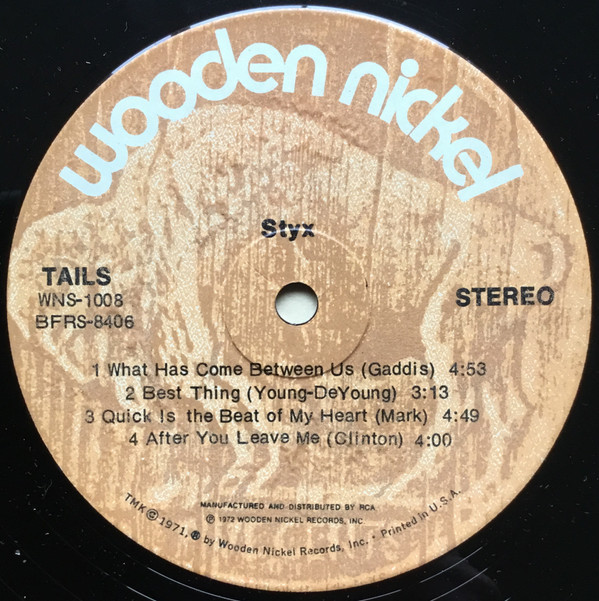 wooden nickel
Styx
TAILS
WNS-1008
BFRS-8406
STEREO
1 What Has Come Between Us (Gaddis) 4:53
2 Best Thing (Young-DeYoung) 3:13
3 Quick Is the Beat of My Heart (Mark) 4:49
4 After You Leave Me (Clinton) 4:00
MANUFACTURED AND DISTRIBUTED BY RCA
℗ 1972 WOODEN NICKEL RECORDS, INC.
TMK © 1971, ® by Wooden Nickel Records, Inc. • Printed in U.S.A.